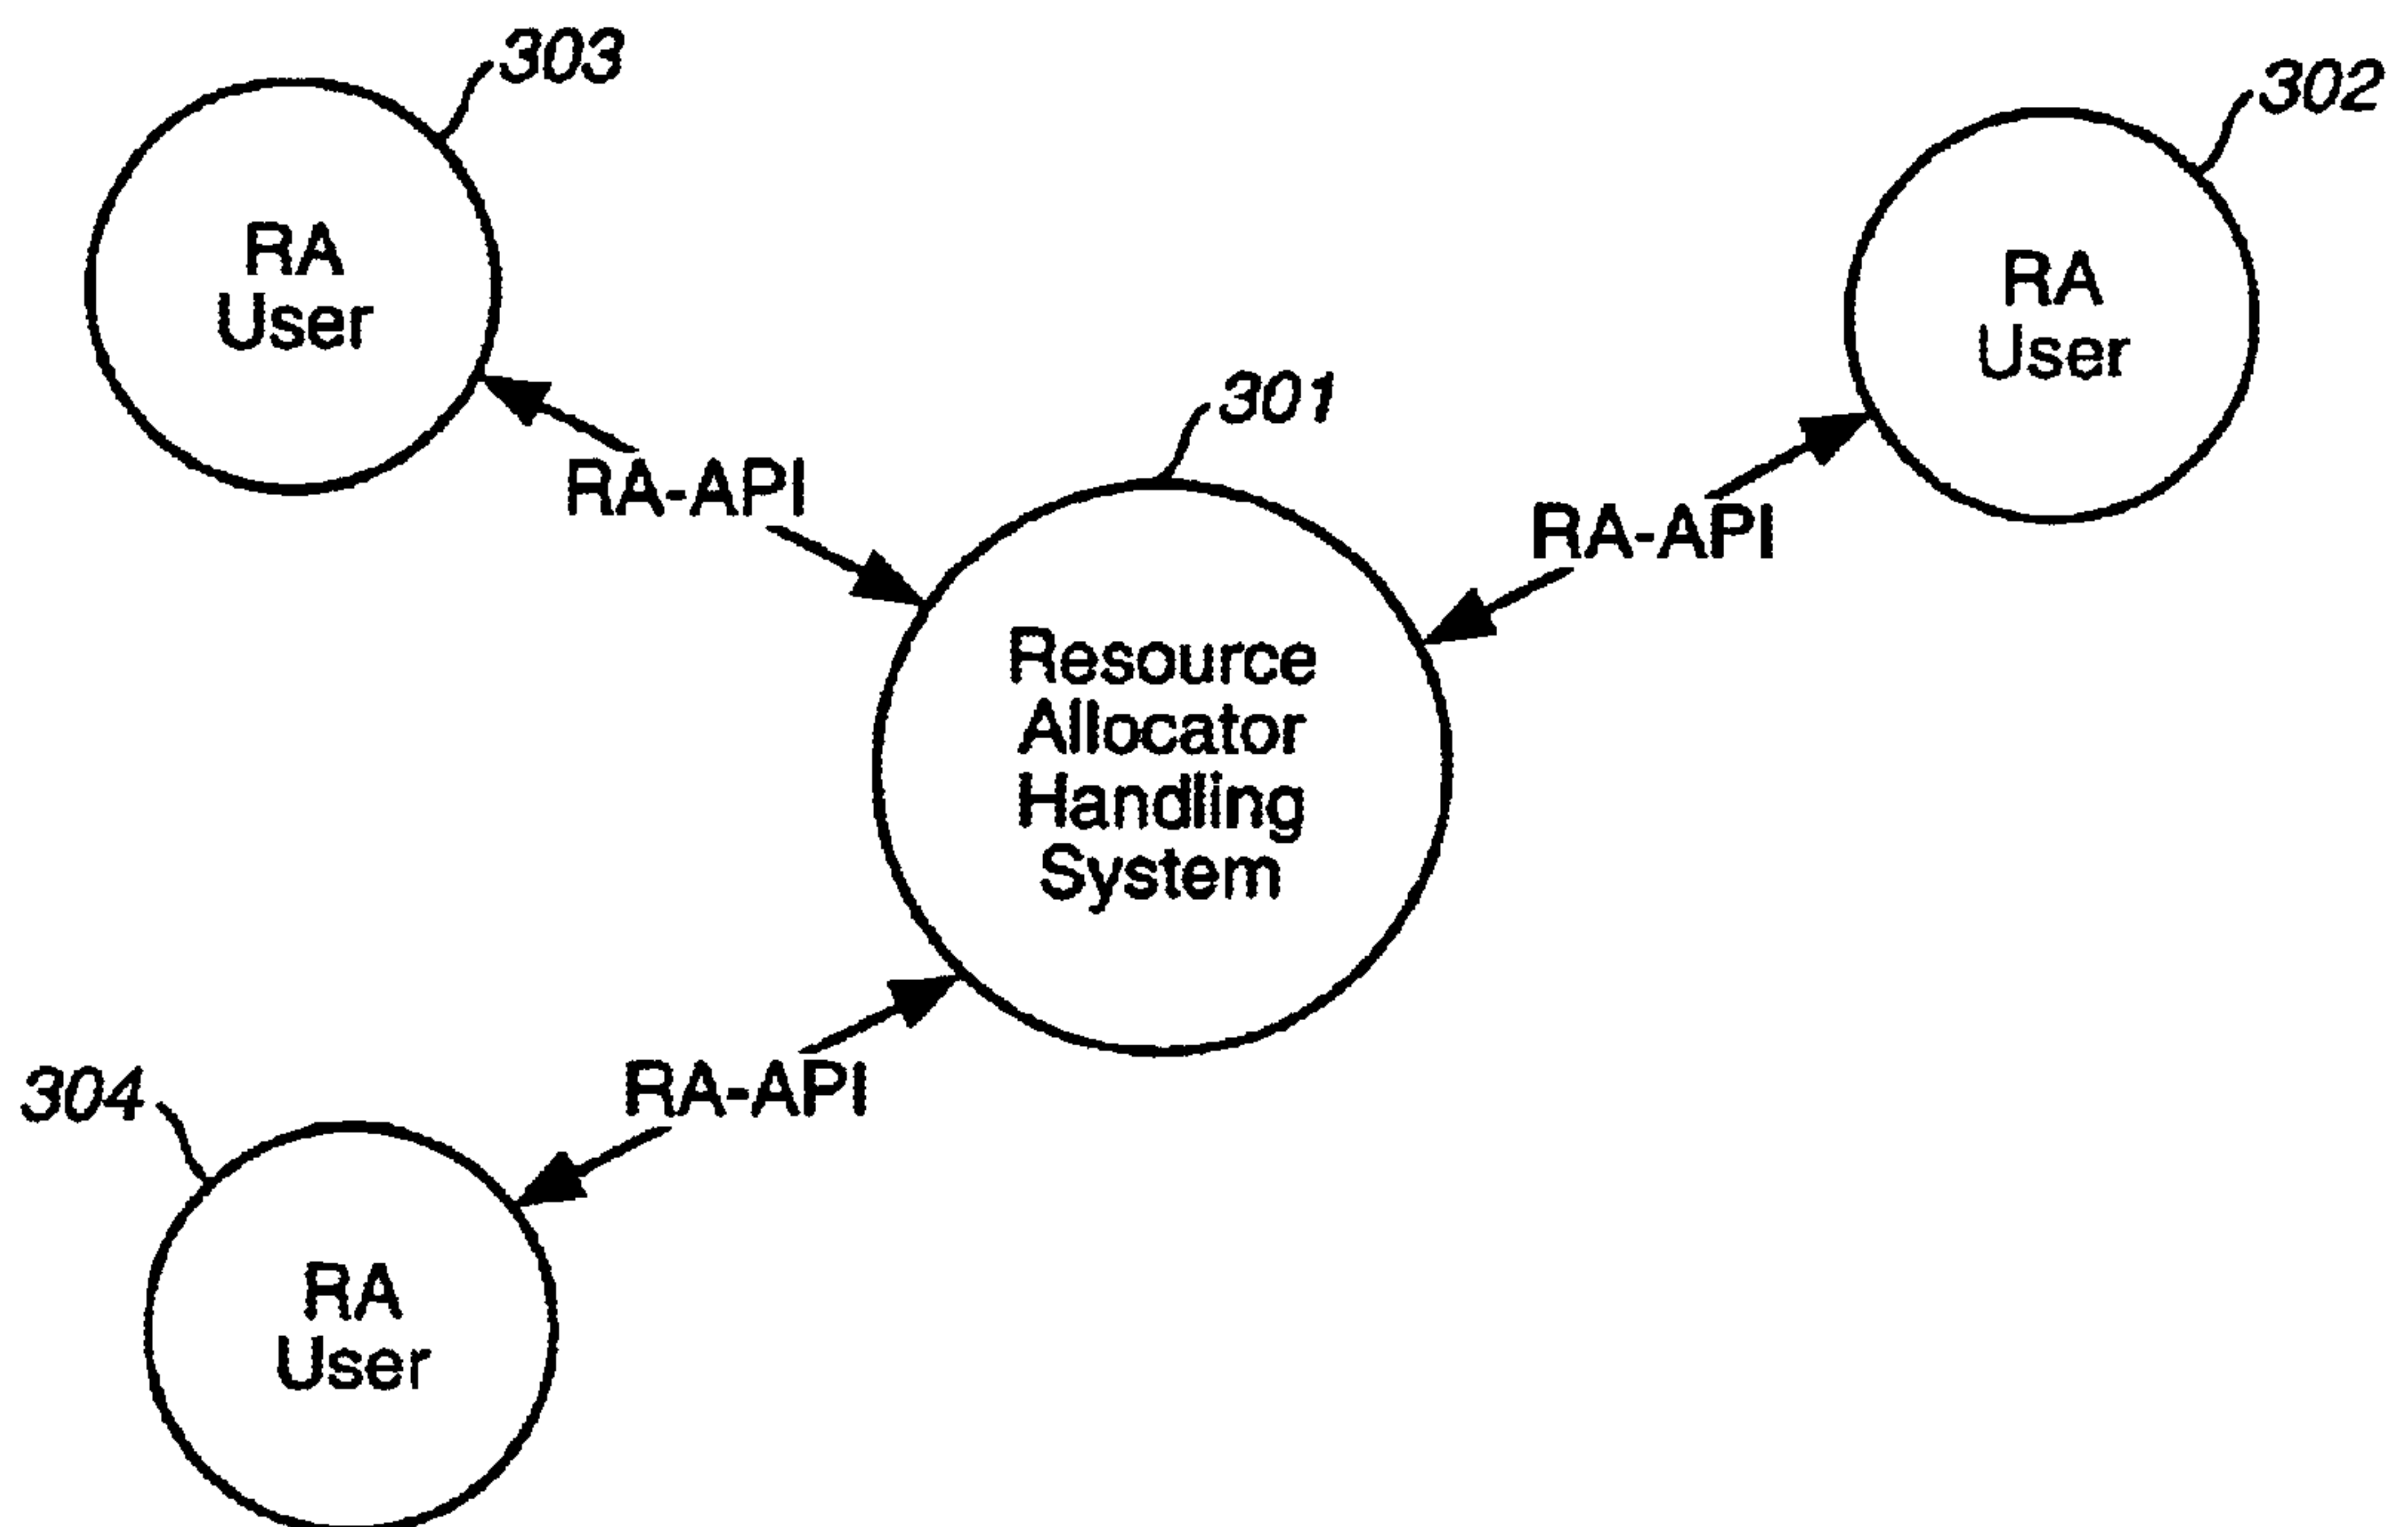 303
302
RA
User
RA
User
301
RA-API
RA-API
Resource
Allocator
Handling
System
304
RA-API
RA
User